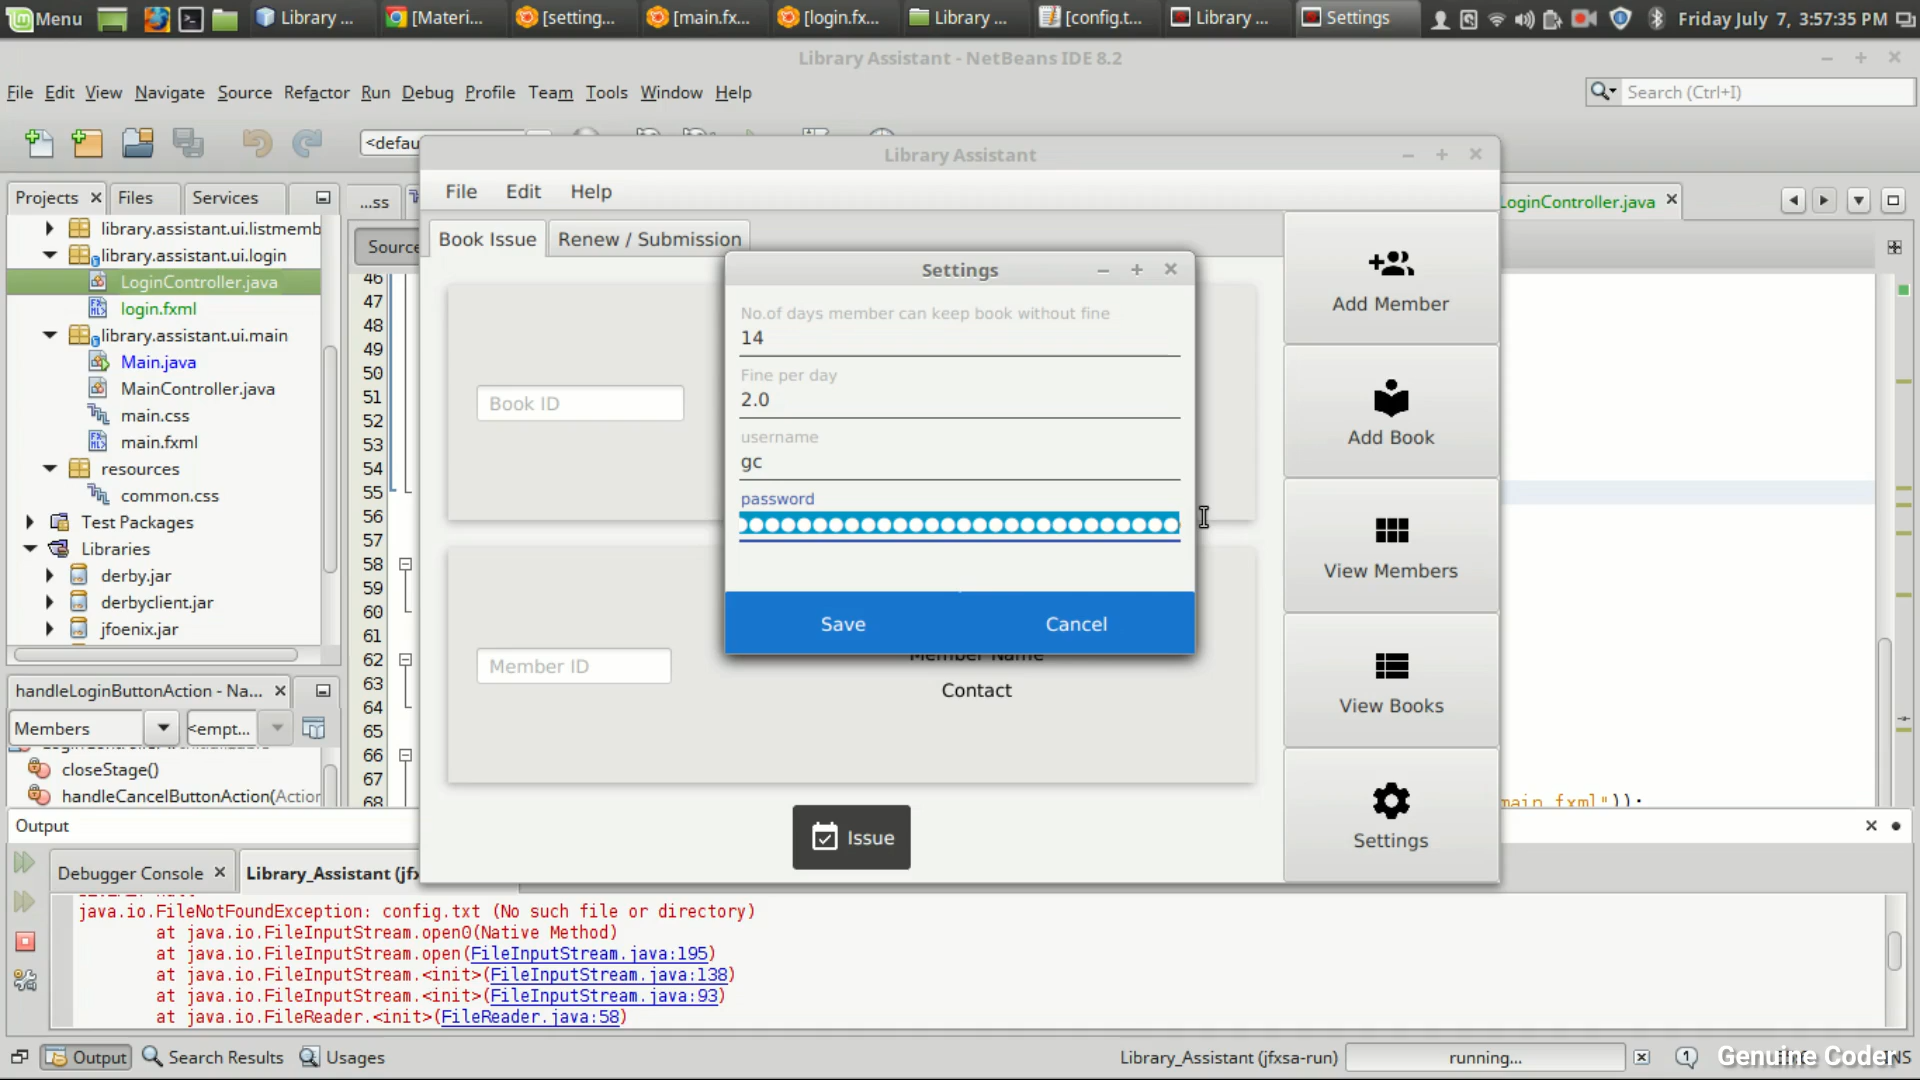 Menu
Library ...
[Materi...
[setting...
[main.fx...
[login.fx...
Library ...
[config.t...
Library ...
Settings
Friday July 7, 3:57:35 PM
Library Assistant - NetBeans IDE 8.2
File Edit View Navigate Source Refactor Run Debug Profile Team Tools Window Help
Search (Ctrl+I)
<defau
Library Assistant
Projects Files Services
...ss
LoginController.java
File Edit Help
library.assistant.ui.listmemb
library.assistant.ui.login
LoginController.java
login.fxml
library.assistant.ui.main
Main.java
MainController.java
main.css
main.fxml
resources
common.css
Test Packages
Libraries
derby.jar
derbyclient.jar
jfoenix.jar
Source
46
47
48
49
50
51
52
53
54
55
56
57
58
59
60
61
62
63
64
65
66
67
68
Book Issue Renew / Submission
Book ID
Member ID
Member Name
Contact
Issue
Settings
No.of days member can keep book without fine
14
Fine per day
2.0
username
gc
password
Save Cancel
Add Member
Add Book
View Members
View Books
Settings
main.fxml"));
handleLoginButtonAction - Na...
Members
<empt...
closeStage()
handleCancelButtonAction(Action
Output
Debugger Console
Library_Assistant (jfx
java.io.FileNotFoundException: config.txt (No such file or directory)
at java.io.FileInputStream.open0(Native Method)
at java.io.FileInputStream.open(FileInputStream.java:195)
at java.io.FileInputStream.<init>(FileInputStream.java:138)
at java.io.FileInputStream.<init>(FileInputStream.java:93)
at java.io.FileReader.<init>(FileReader.java:58)
Output Search Results Usages
Library_Assistant (jfxsa-run)
running...
1
Genuine Coder